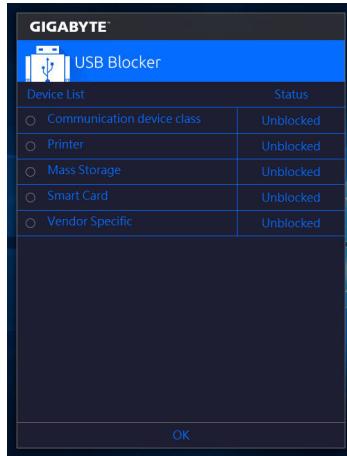 GIGABYTE™
USB Blocker
Device List Status
Communication device class Unblocked
Printer Unblocked
Mass Storage Unblocked
Smart Card Unblocked
Vendor Specific Unblocked
OK